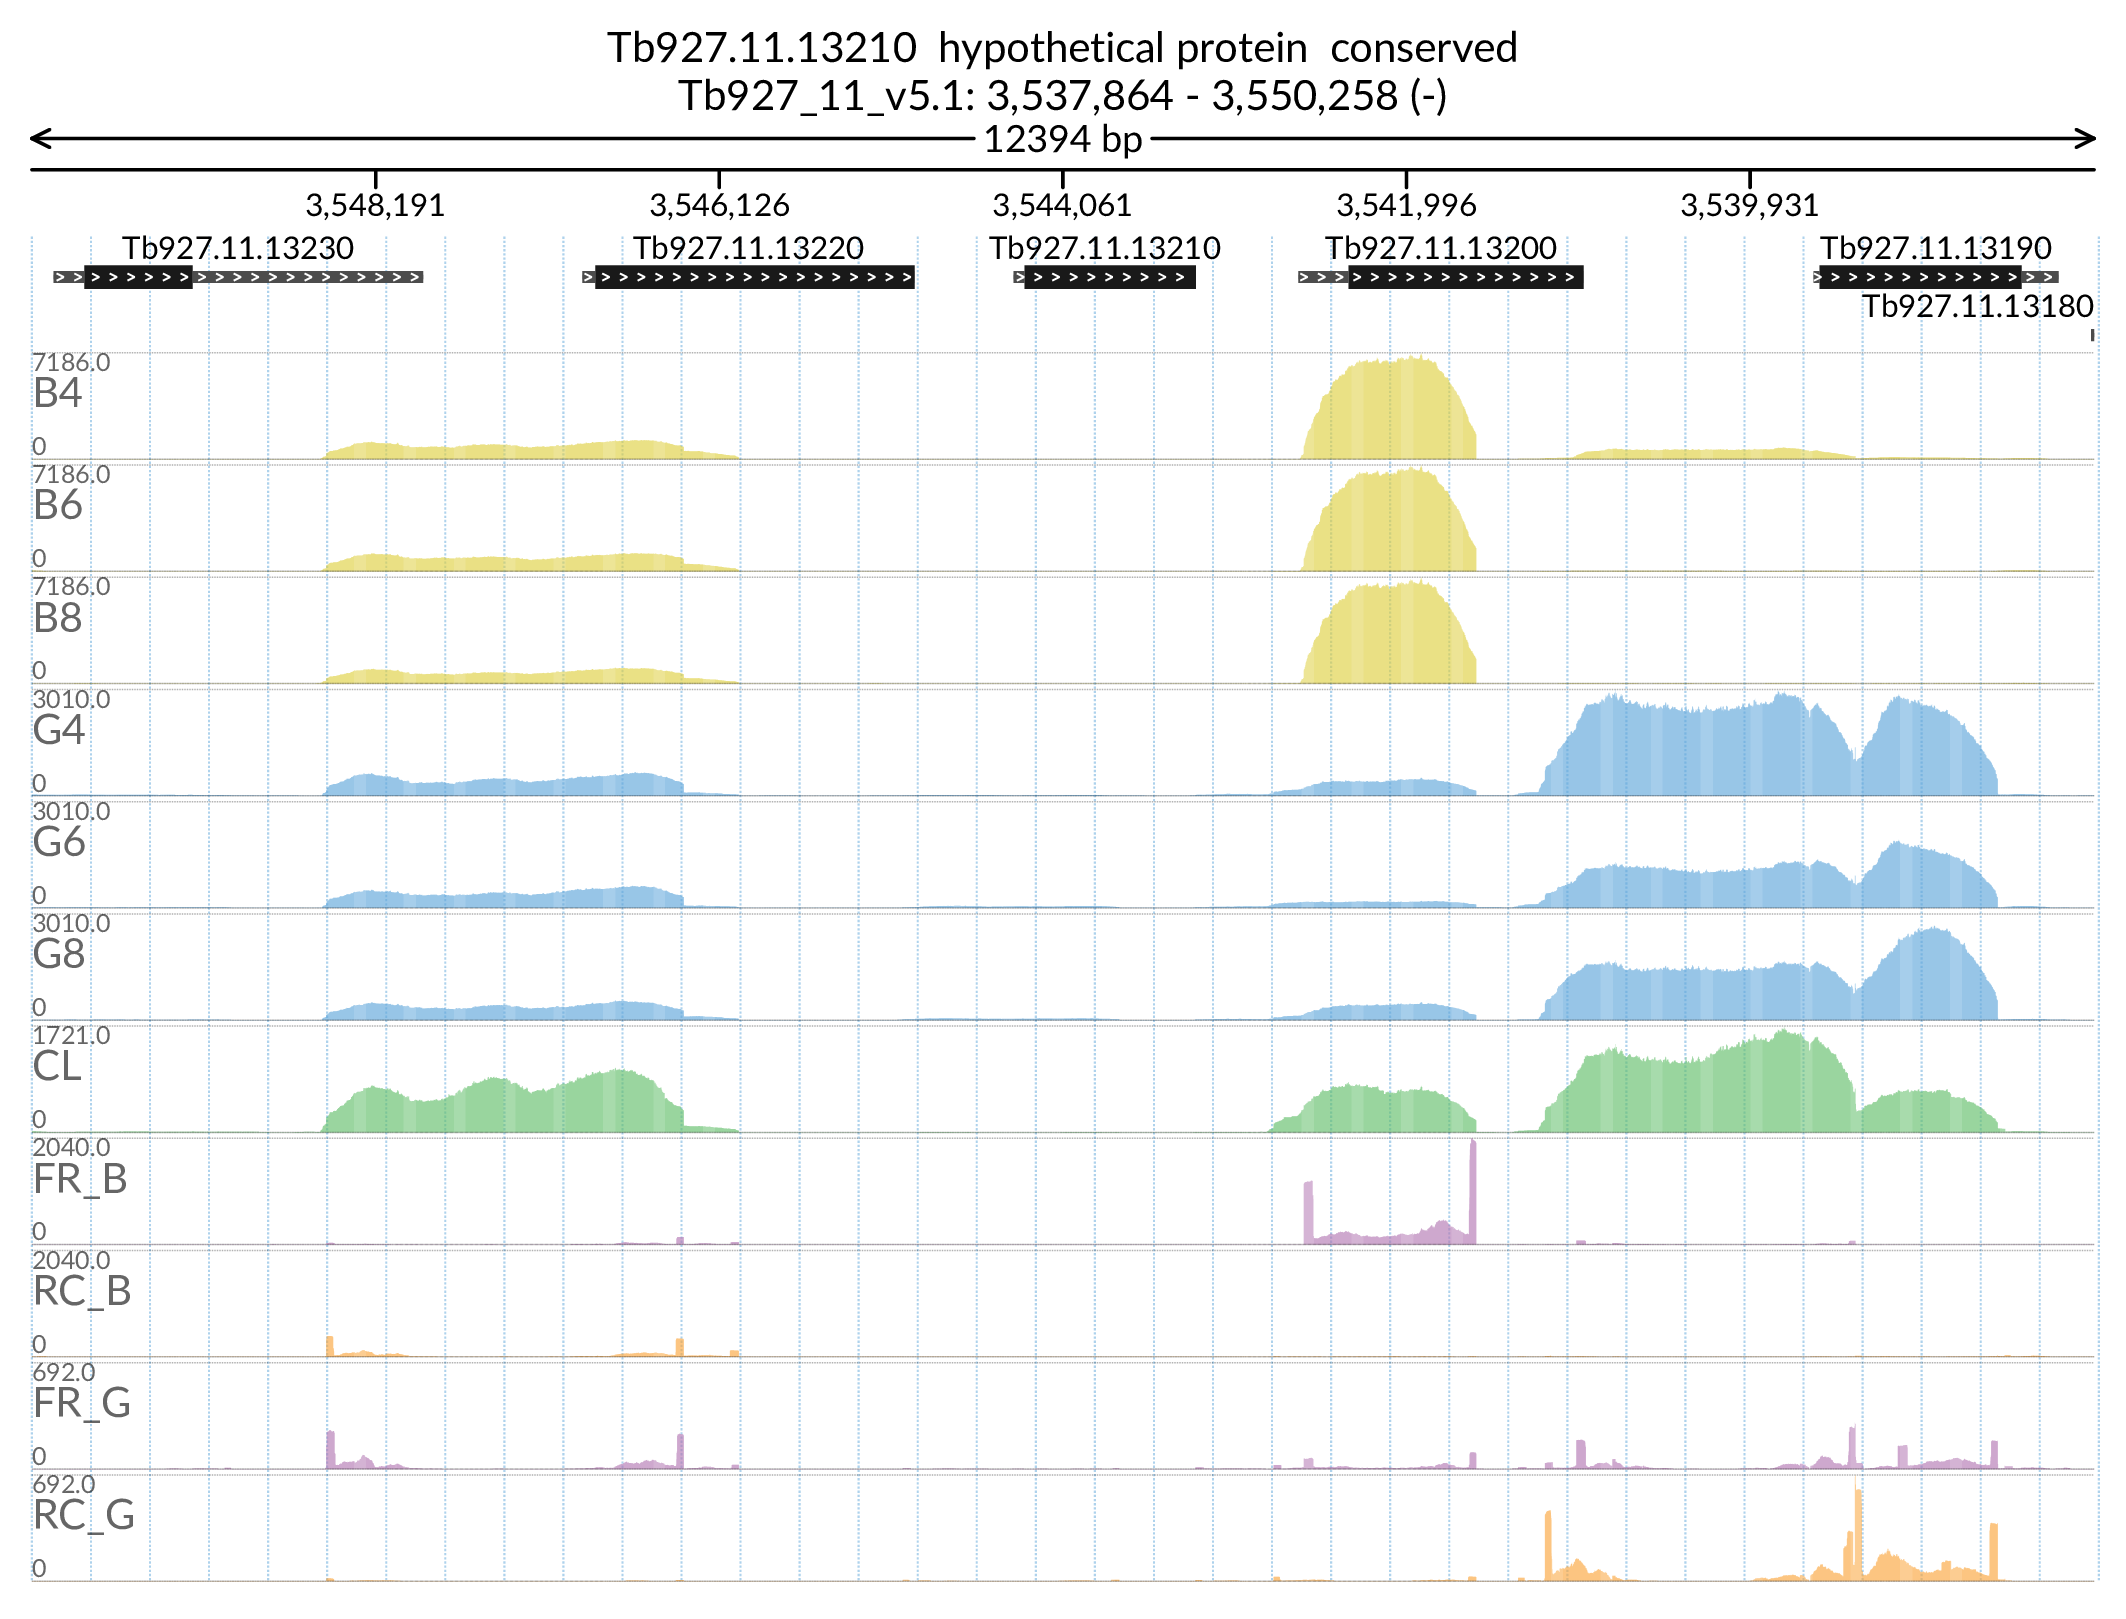 Tb927.11.13210 hypothetical protein conserved
Tb927_11_v5.1: 3,537,864 - 3,550,258 (-)
12394 bp
3,548,191 3,546,126 3,544,061 3,541,996 3,539,931
Tb927.11.13230 Tb927.11.13220 Tb927.11.13210 Tb927.11.13200 Tb927.11.13190
Tb927.11.13180
7186.0
B4
0
7186.0
B6
0
7186.0
B8
0
3010.0
G4
0
3010.0
G6
0
3010.0
G8
0
1721.0
CL
0
2040.0
FR_B
0
2040.0
RC_B
0
692.0
FR_G
0
692.0
RC_G
0